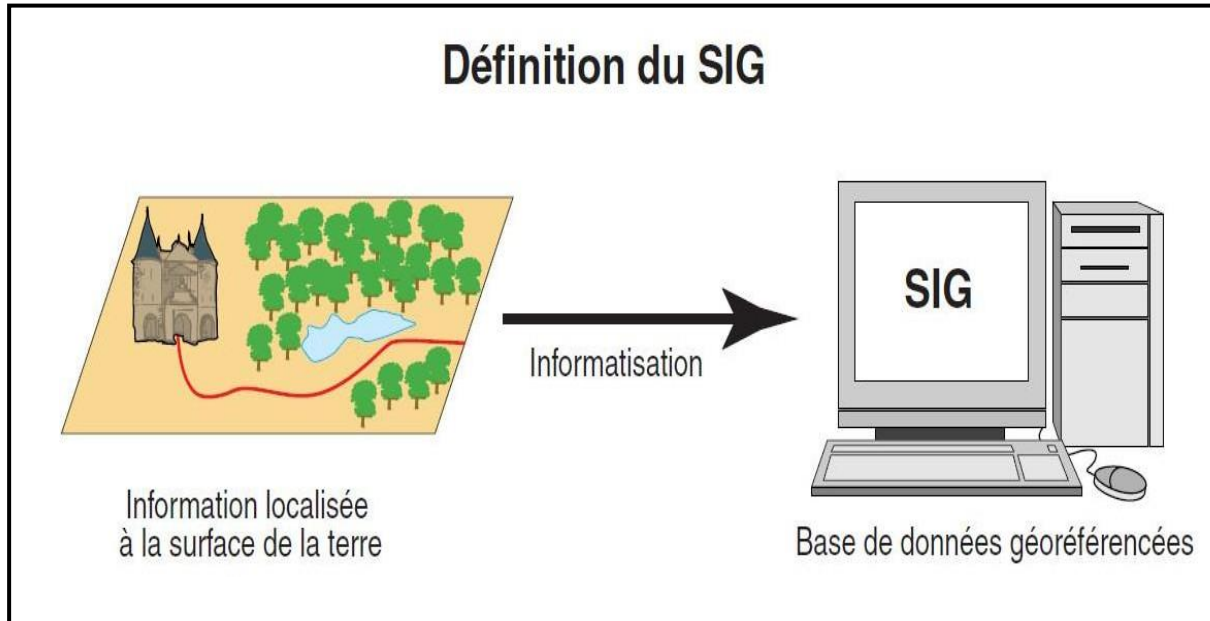 Définition du SIG
SIG
Informatisation
Information localisée
à la surface de la terre
Base de données géoréférencées